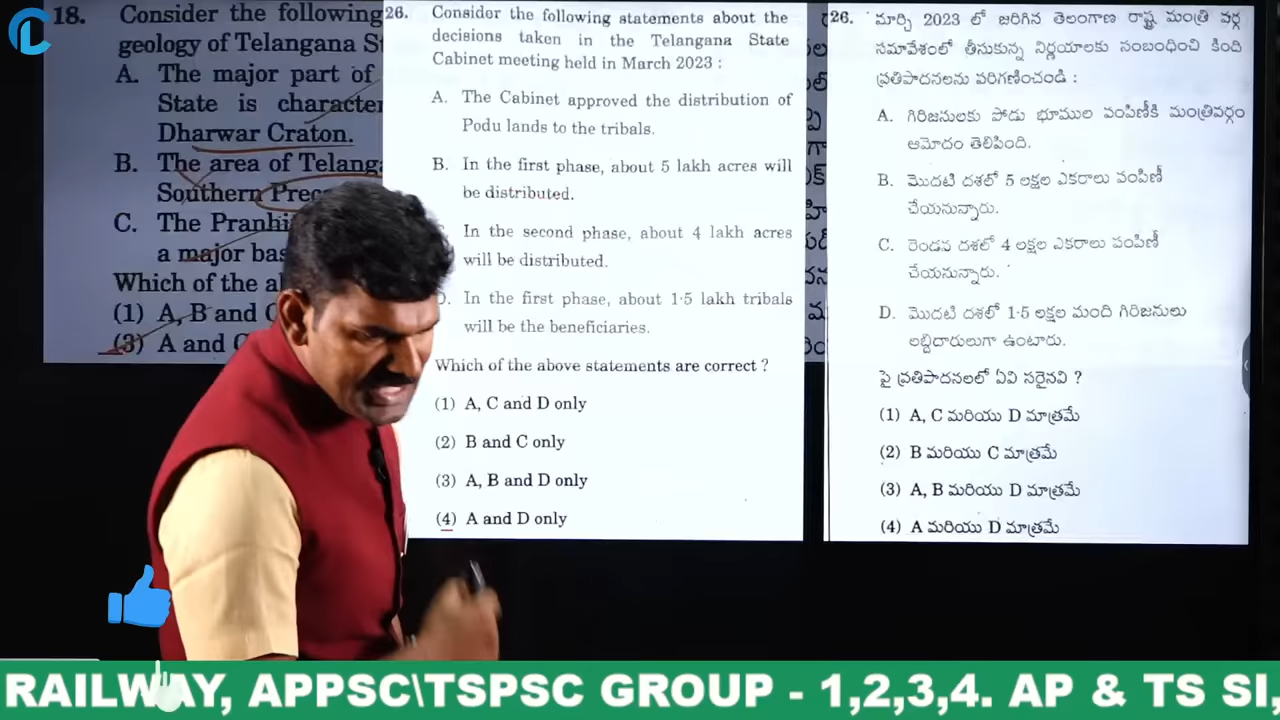 18. Consider the following
geology of Telangana St
A. The major part of
State is character
Dharwar Craton.
B. The area of Telang
Southern Prec
C. The Pranhi
a major bas
Which of the a
(1) A, B and C
(3) A and C
26. Consider the following statements about the
decisions taken in the Telangana State
Cabinet meeting held in March 2023 :
A. The Cabinet approved the distribution of
Podu lands to the tribals.
B. In the first phase, about 5 lakh acres will
be distributed.
In the second phase, about 4 lakh acres
will be distributed.
D. In the first phase, about 1·5 lakh tribals
will be the beneficiaries.
Which of the above statements are correct ?
(1) A, C and D only
(2) B and C only
(3) A, B and D only
(4) A and D only
26. మార్చి 2023 లో జరిగిన తెలంగాణ రాష్ట్ర మంత్రి వర్గ
సమావేశంలో తీసుకున్న నిర్ణయాలకు సంబంధించి కింది
ప్రతిపాదనలను పరిగణించండి :
A. గిరిజనులకు పోడు భూముల పంపిణీకి మంత్రివర్గం
ఆమోదం తెలిపింది.
B. మొదటి దశలో 5 లక్షల ఎకరాలు పంపిణీ
చేయనున్నారు.
C. రెండవ దశలో 4 లక్షల ఎకరాలు పంపిణీ
చేయనున్నారు.
D. మొదటి దశలో 1·5 లక్షల మంది గిరిజనులు
లబ్ధిదారులుగా ఉంటారు.
పై ప్రతిపాదనలలో ఏవి సరైనవి ?
(1) A, C మరియు D మాత్రమే
(2) B మరియు C మాత్రమే
(3) A, B మరియు D మాత్రమే
(4) A మరియు D మాత్రమే
RAILWAY, APPSC\TSPSC GROUP - 1,2,3,4. AP & TS SI,